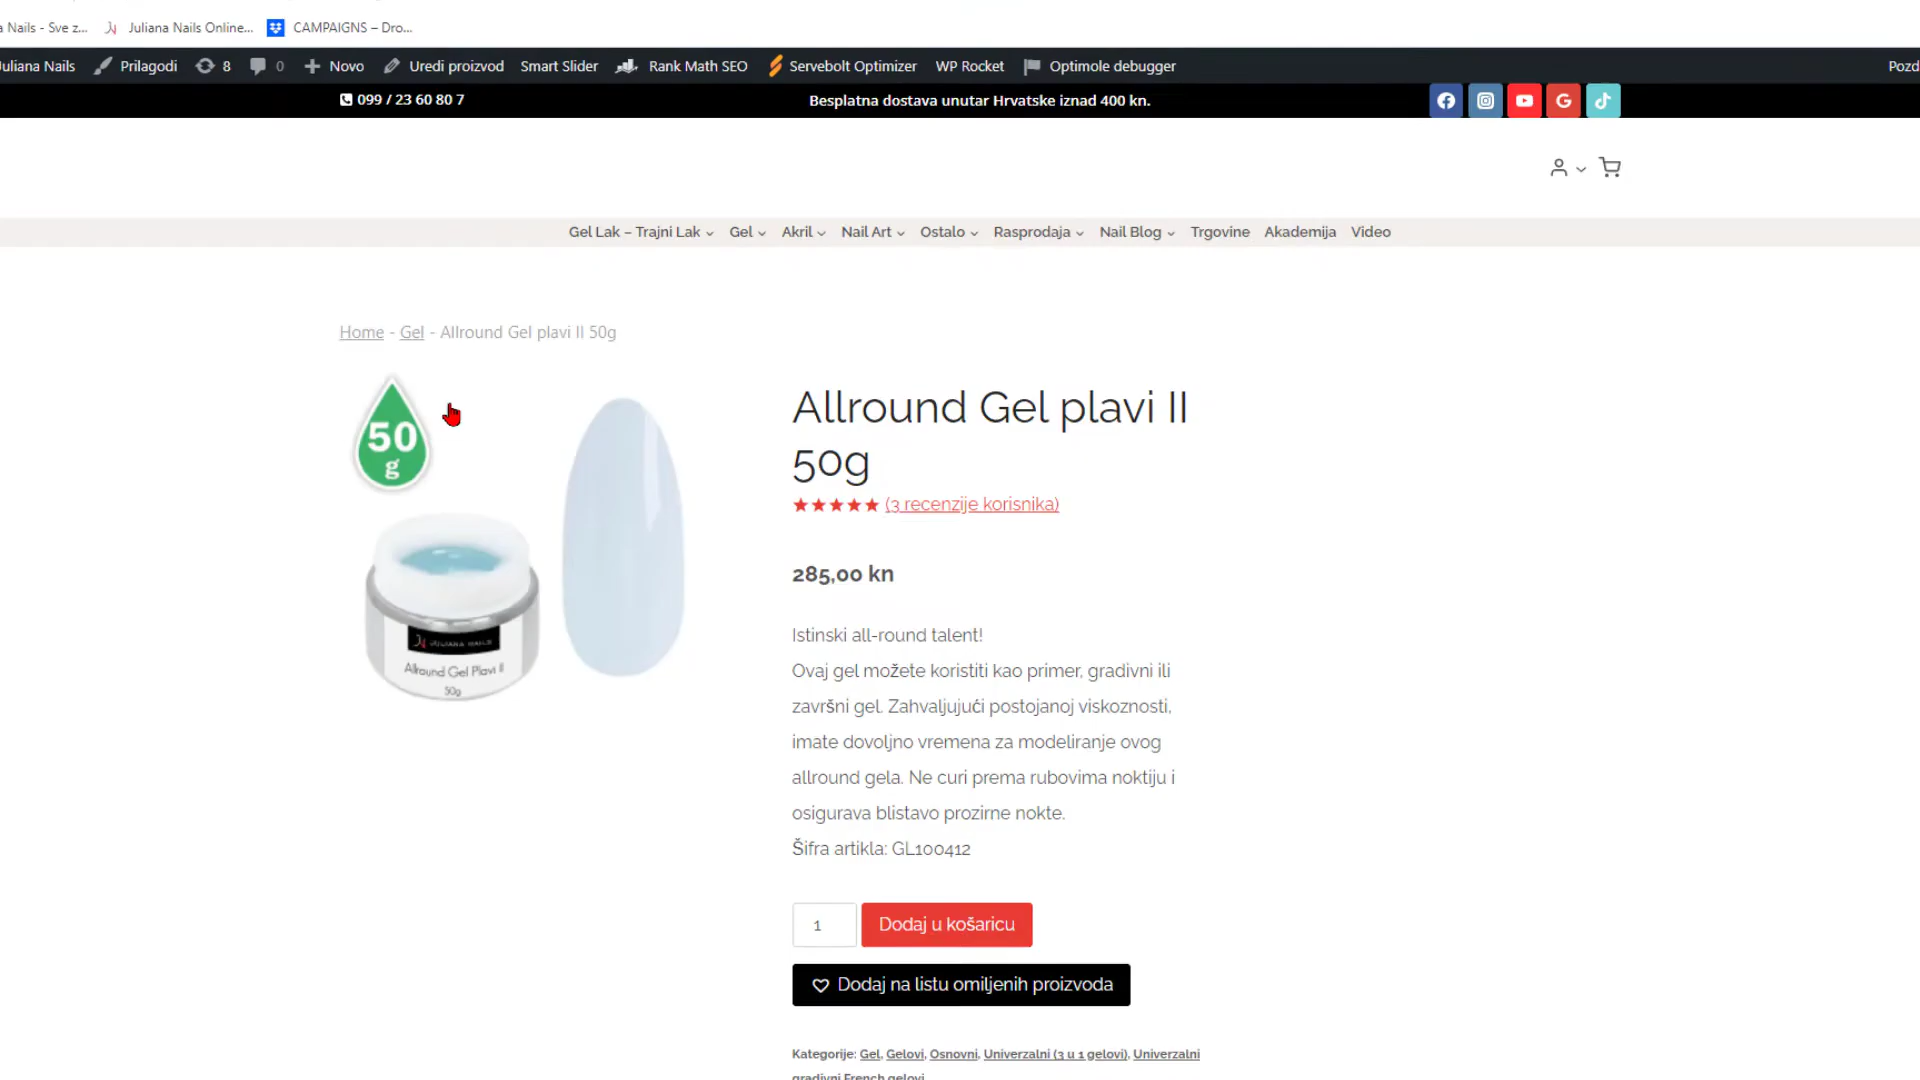 a Nails - Sve z...
Juliana Nails Online...
CAMPAIGNS – Dro...
Juliana Nails
Prilagodi
8
0
Novo
Uredi proizvod
Smart Slider
Rank Math SEO
Servebolt Optimizer
WP Rocket
Optimole debugger
Pozd
099 / 23 60 80 7
Besplatna dostava unutar Hrvatske iznad 400 kn.
Gel Lak – Trajni Lak
Gel
Akril
Nail Art
Ostalo
Rasprodaja
Nail Blog
Trgovine
Akademija
Video
Home - Gel - Allround Gel plavi II 50g
50
g
JULIANA NAILS
Allround Gel Plavi II
50g
Allround Gel plavi II
50g
(3 recenzije korisnika)
285,00 kn
Istinski all-round talent!
Ovaj gel možete koristiti kao primer, gradivni ili
završni gel. Zahvaljujući postojanoj viskoznosti,
imate dovoljno vremena za modeliranje ovog
allround gela. Ne curi prema rubovima noktiju i
osigurava blistavo prozirne nokte.
Šifra artikla: GL100412
1
Dodaj u košaricu
Dodaj na listu omiljenih proizvoda
Kategorije: Gel, Gelovi, Osnovni, Univerzalni (3 u 1 gelovi), Univerzalni
gradivni French gelovi